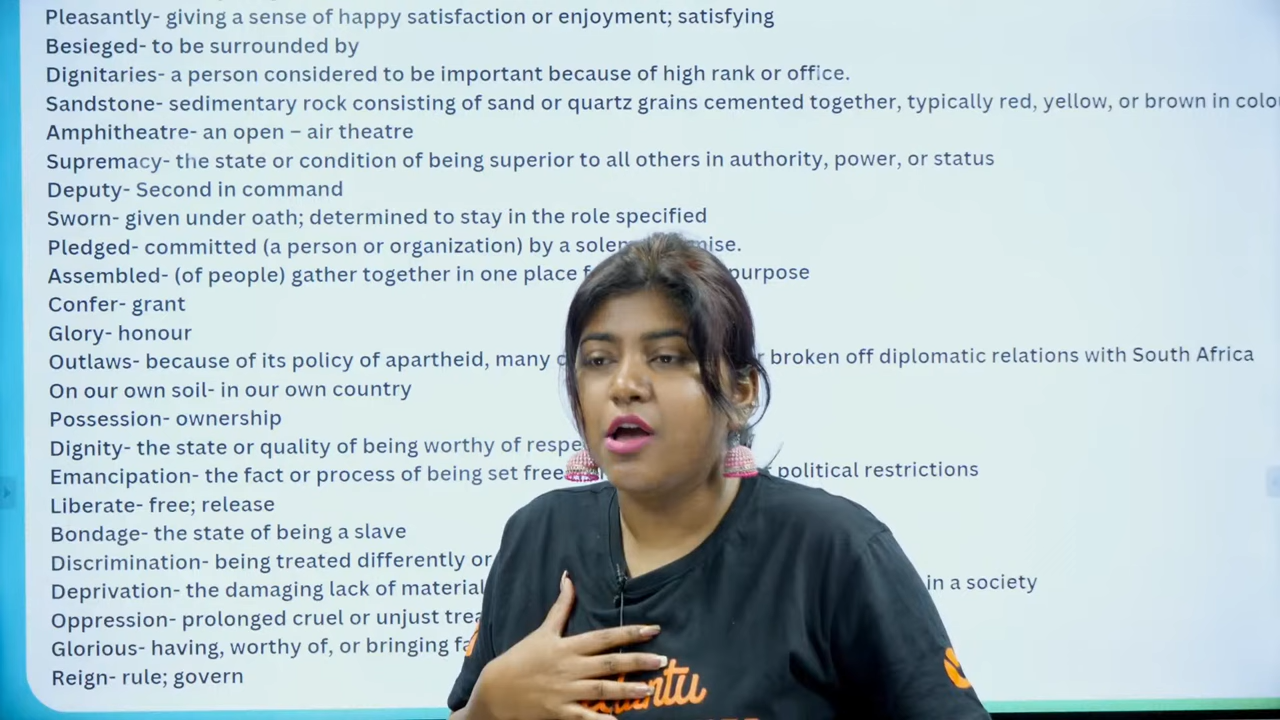 Pleasantly- giving a sense of happy satisfaction or enjoyment; satisfying
Besieged- to be surrounded by
Dignitaries- a person considered to be important because of high rank or office.
Sandstone- sedimentary rock consisting of sand or quartz grains cemented together, typically red, yellow, or brown in colo
Amphitheatre- an open – air theatre
Supremacy- the state or condition of being superior to all others in authority, power, or status
Deputy- Second in command
Sworn- given under oath; determined to stay in the role specified
Pledged- committed (a person or organization) by a sole mise.
Assembled- (of people) gather together in one place f purpose
Confer- grant
Glory- honour
Outlaws- because of its policy of apartheid, many broken off diplomatic relations with South Africa
On our own soil- in our own country
Possession- ownership
Dignity- the state or quality of being worthy of respe
Emancipation- the fact or process of being set free political restrictions
Liberate- free; release
Bondage- the state of being a slave
Discrimination- being treated differently or
Deprivation- the damaging lack of material in a society
Oppression- prolonged cruel or unjust trea
Glorious- having, worthy of, or bringing fa
Reign- rule; govern